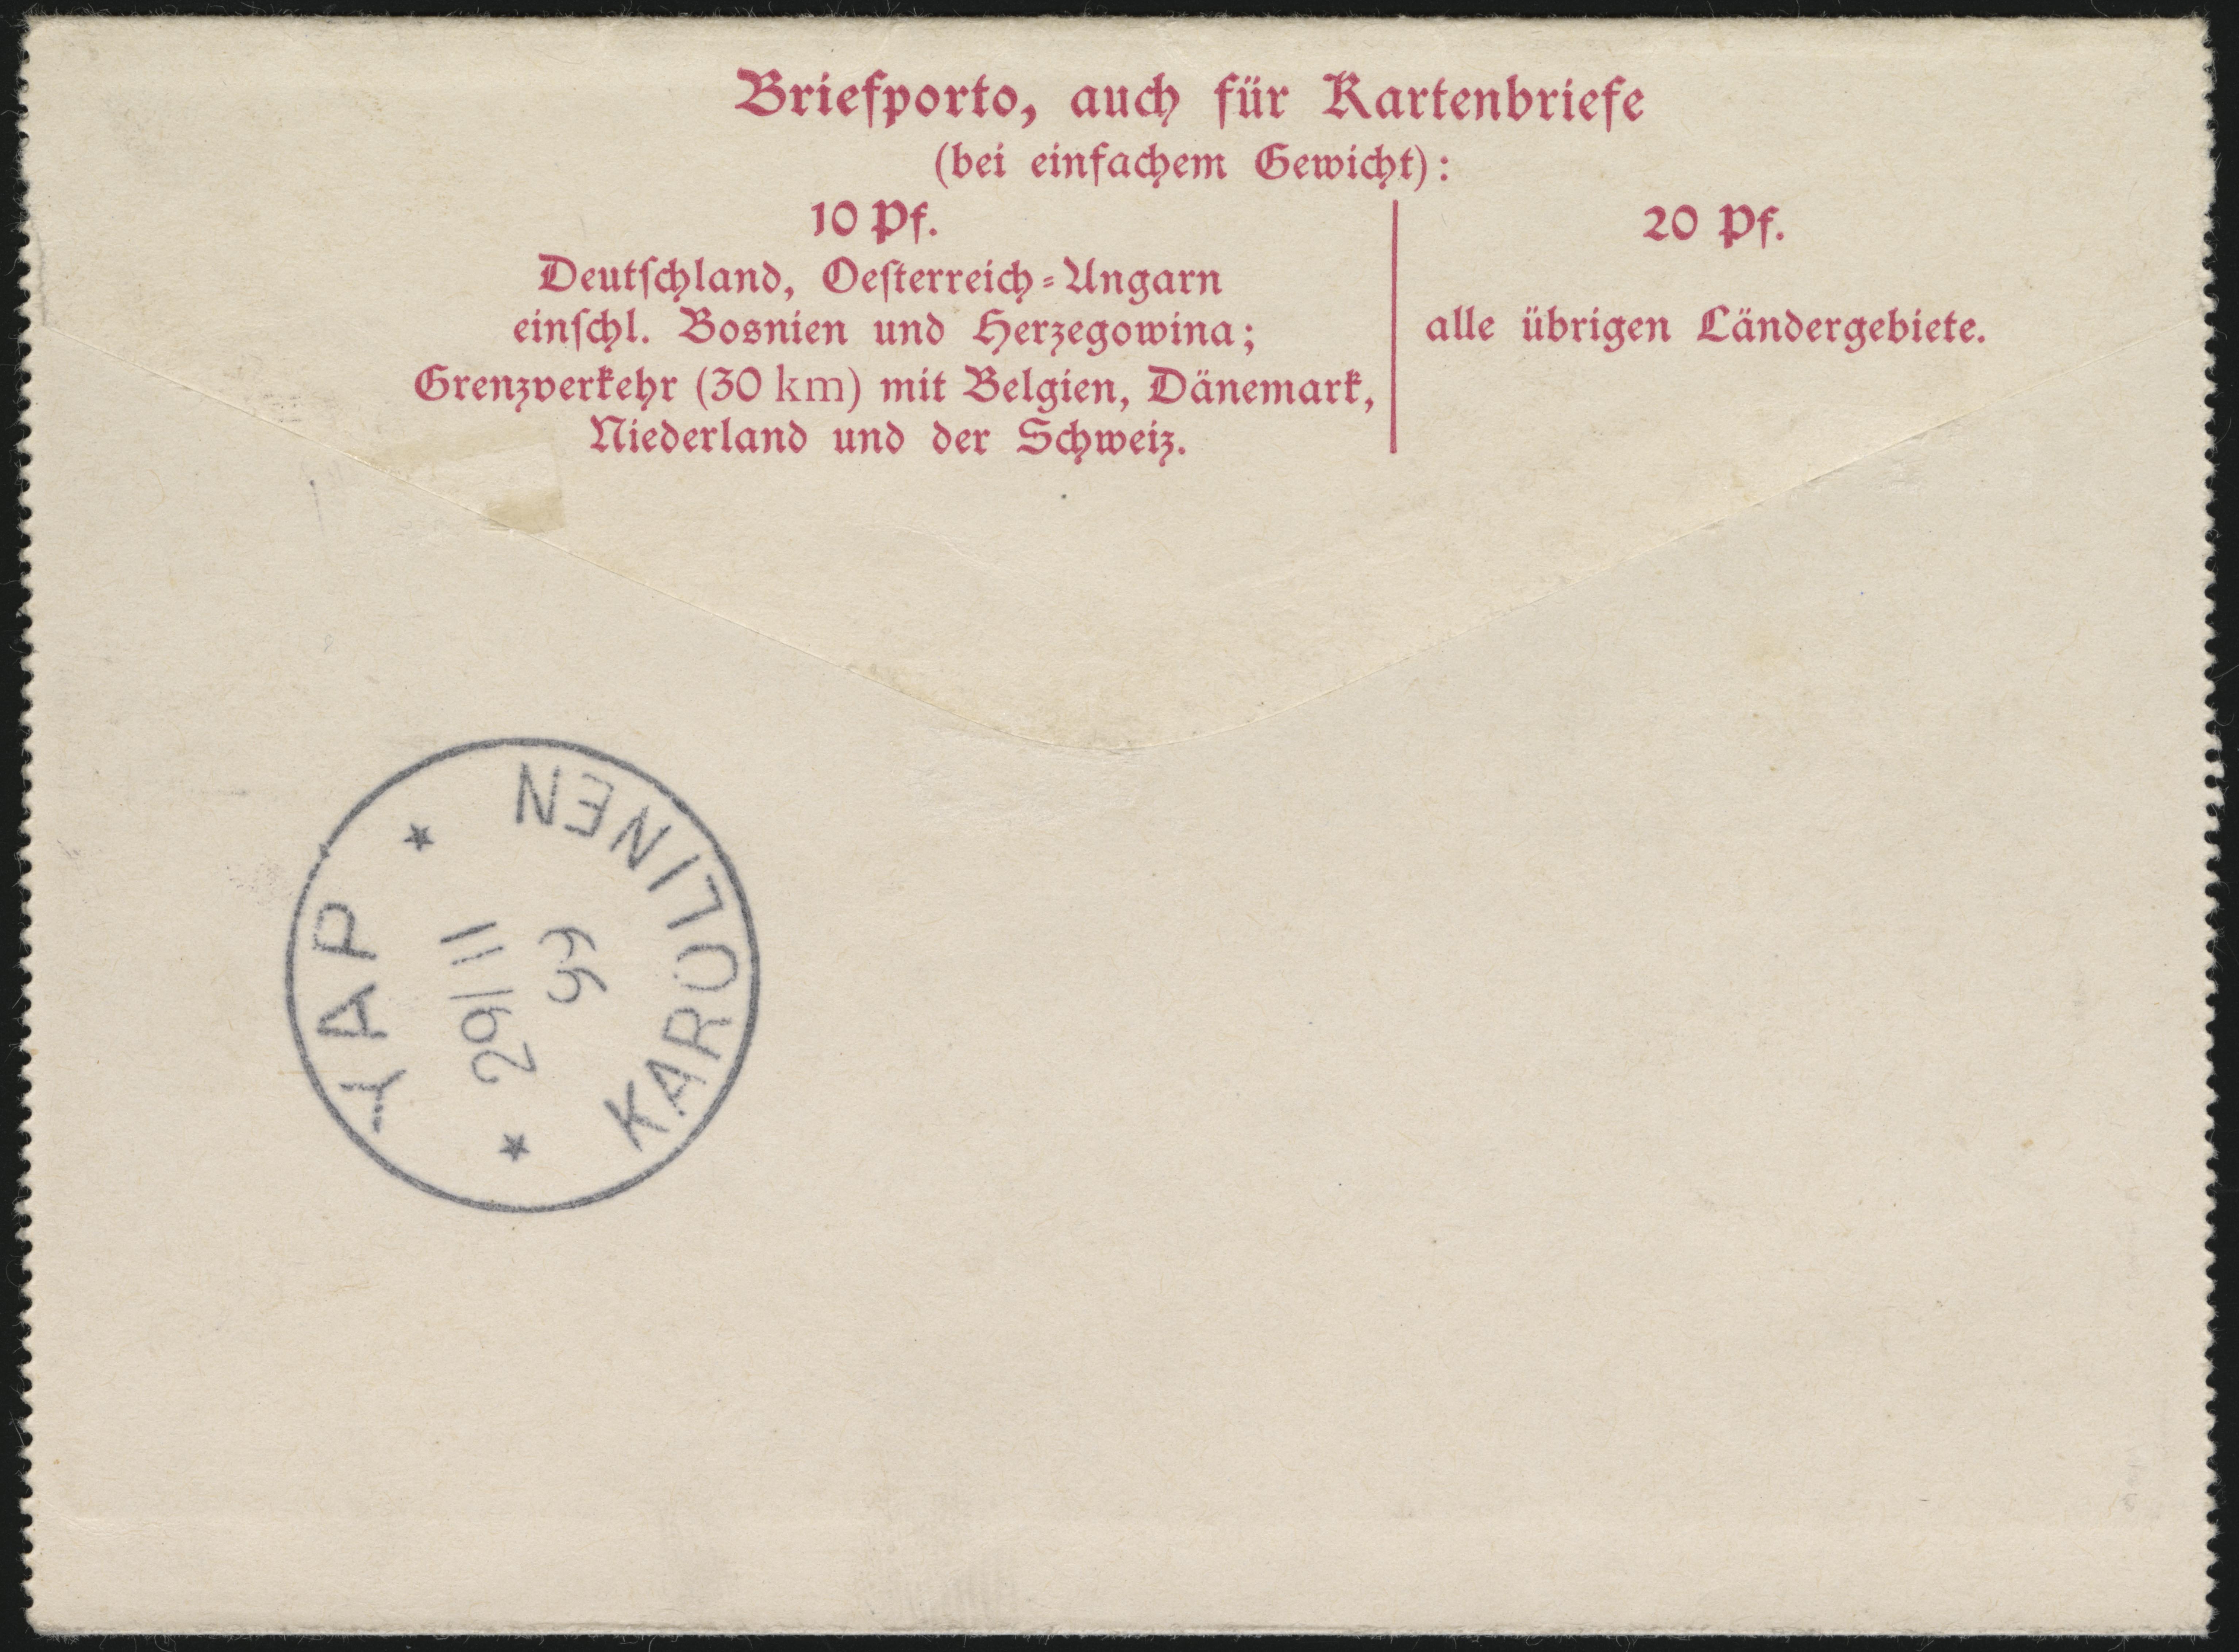 Briefporto, auch für Kartenbriefe
(bei einfachem Gewicht):
10 Pf.
Deutſchland, Oeſterreich-Ungarn
einſchl. Bosnien und Herzegowina;
Grenzverkehr (30 km) mit Belgien, Dänemark,
Niederland und der Schweiz.
20 Pf.
alle übrigen Ländergebiete.
YAP
29/11
99
KAROLINEN